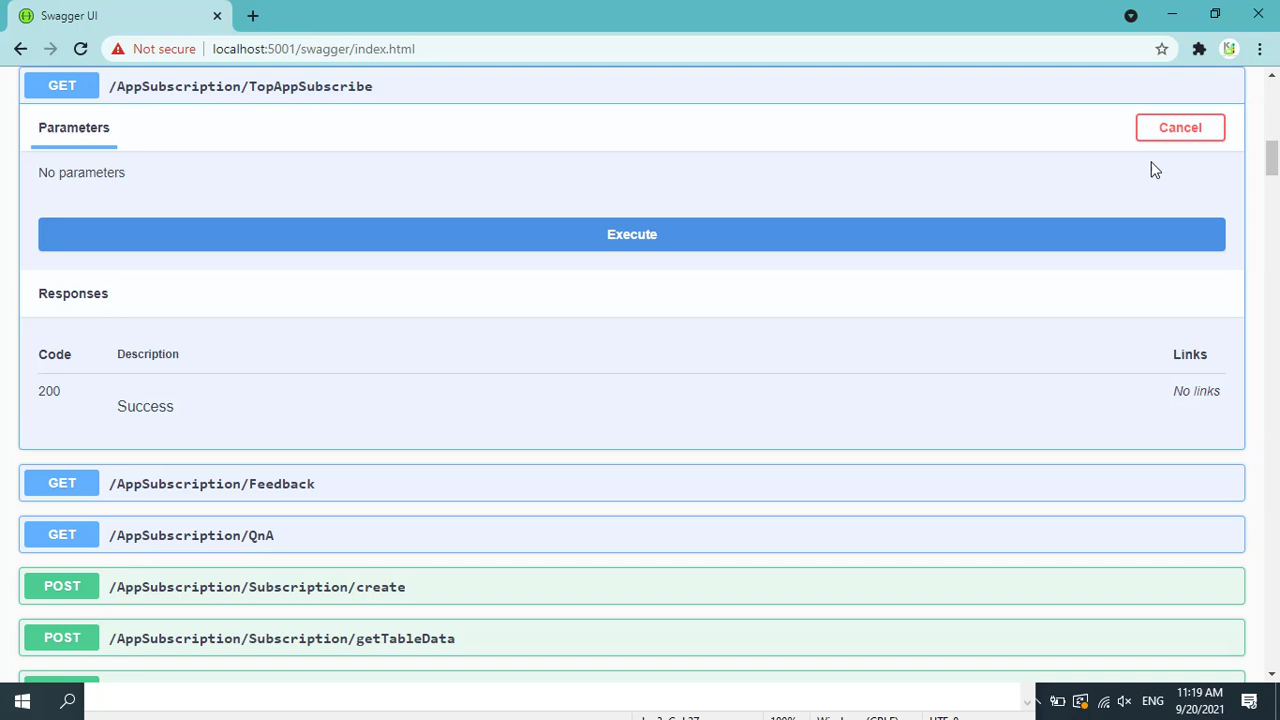 Swagger UI
Not secure localhost:5001/swagger/index.html
GET /AppSubscription/TopAppSubscribe
Parameters
Cancel
No parameters
Execute
Responses
Code Description Links
200 Success No links
GET /AppSubscription/Feedback
GET /AppSubscription/QnA
POST /AppSubscription/Subscription/create
POST /AppSubscription/Subscription/getTableData
ENG
11:19 AM
9/20/2021